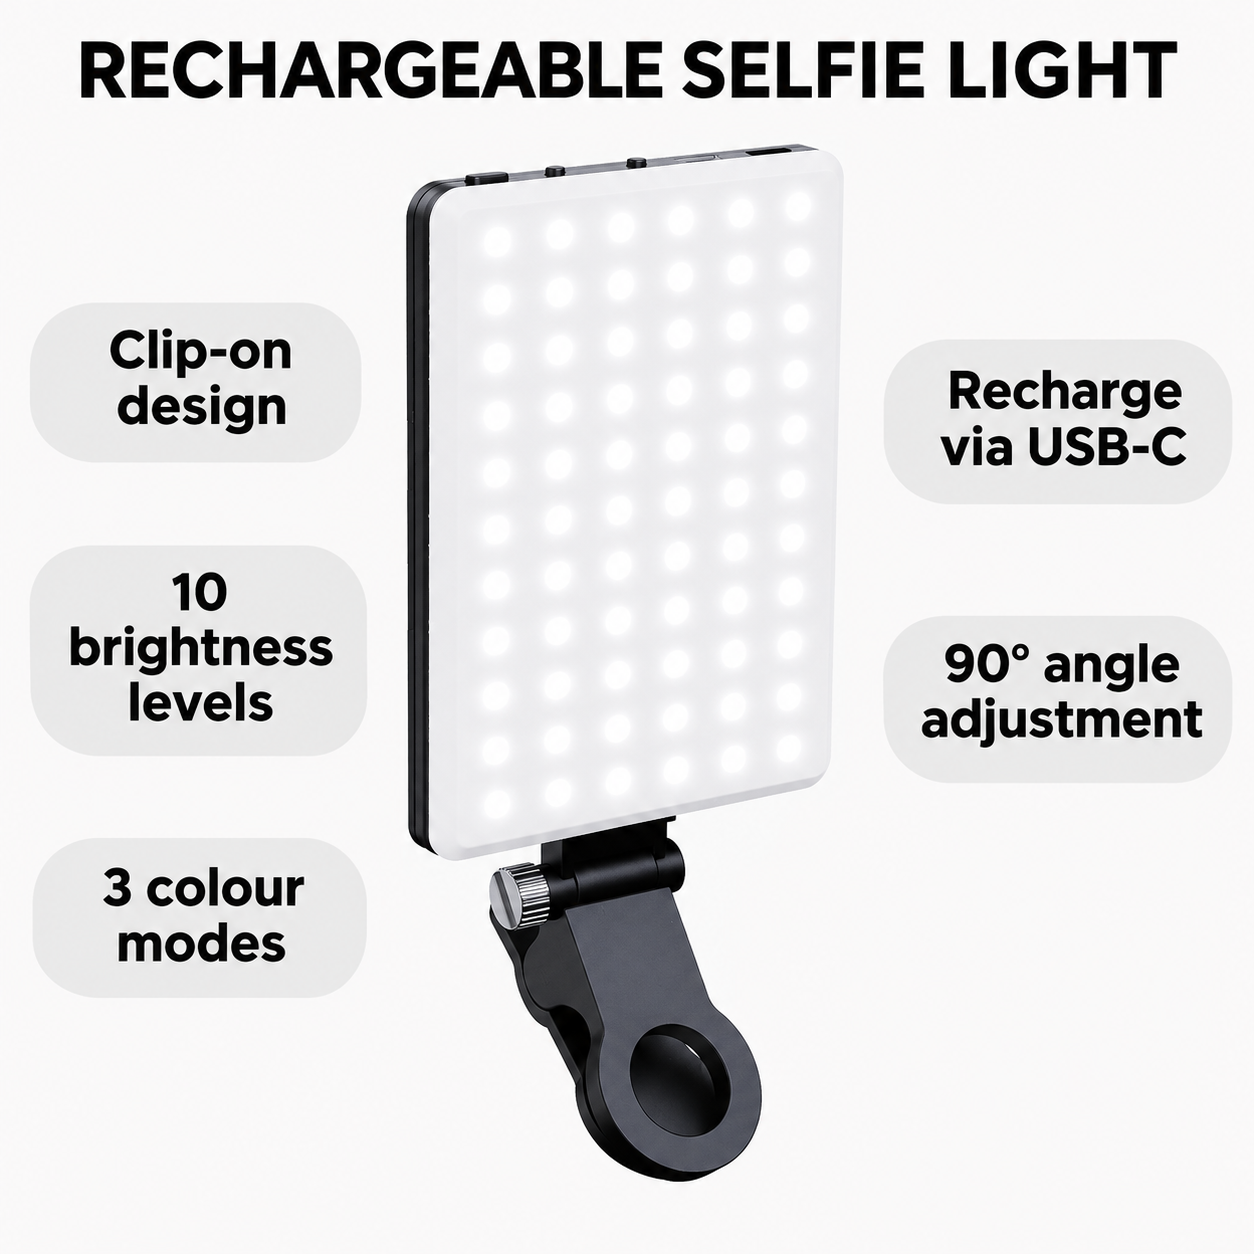 RECHARGEABLE SELFIE LIGHT
Clip-on
design
10
brightness
levels
3 colour
modes
Recharge
via USB-C
90° angle
adjustment